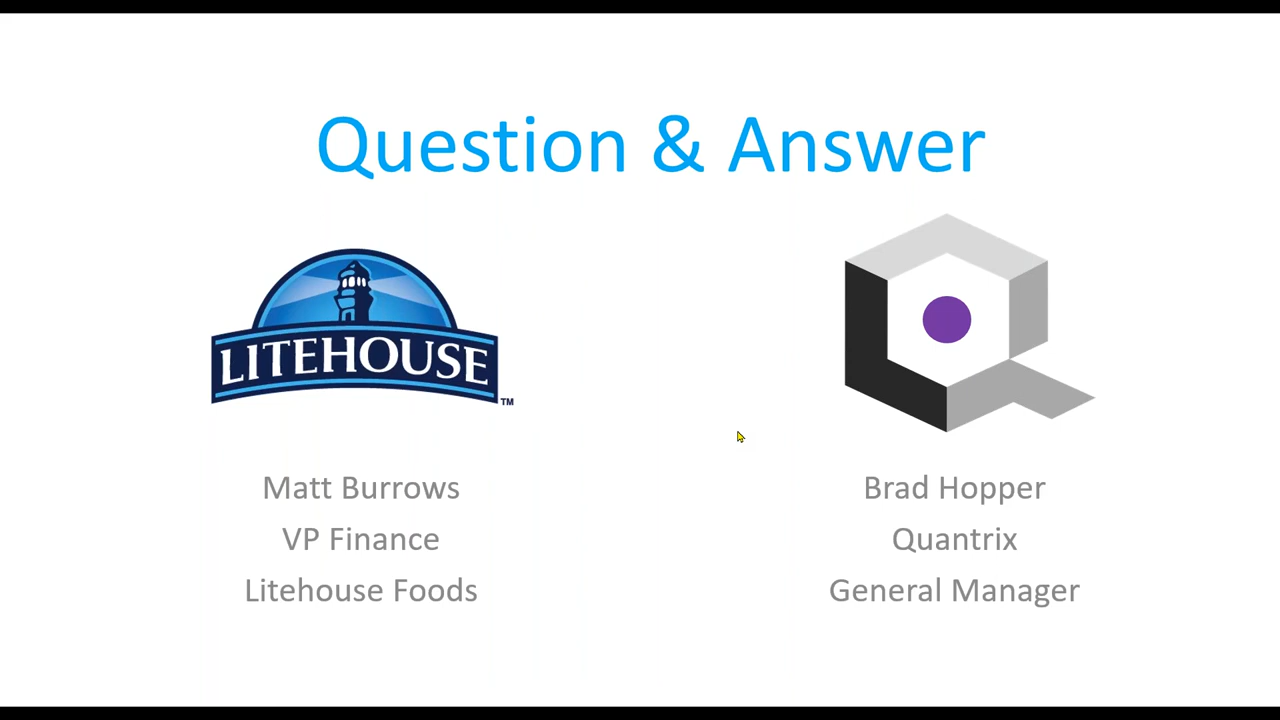 Question & Answer
LITEHOUSE
TM
Matt Burrows
VP Finance
Litehouse Foods
Brad Hopper
Quantrix
General Manager